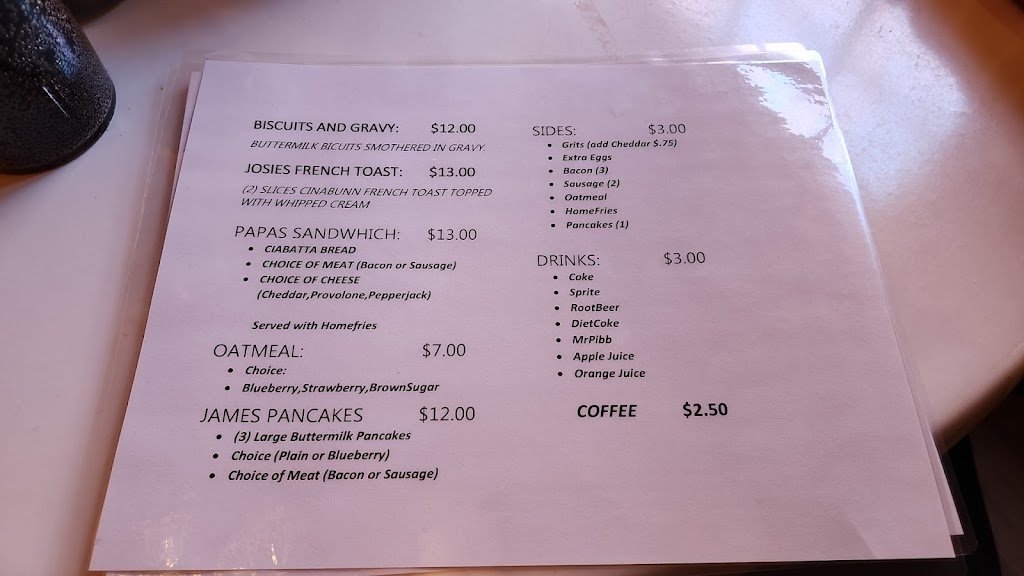 BISCUITS AND GRAVY: $12.00
BUTTERMILK BICUITS SMOTHERED IN GRAVY.
JOSIES FRENCH TOAST: $13.00
(2) SLICES CINABUNN FRENCH TOAST TOPPED
WITH WHIPPED CREAM
PAPAS SANDWHICH: $13.00
• CIABATTA BREAD
• CHOICE OF MEAT (Bacon or Sausage)
• CHOICE OF CHEESE
(Cheddar,Provolone,Pepperjack)
Served with Homefries
OATMEAL: $7.00
• Choice:
• Blueberry,Strawberry,BrownSugar
JAMES PANCAKES $12.00
• (3) Large Buttermilk Pancakes
• Choice (Plain or Blueberry)
• Choice of Meat (Bacon or Sausage)
SIDES: $3.00
• Grits (add Cheddar $.75)
• Extra Eggs
• Bacon (3)
• Sausage (2)
• Oatmeal
• HomeFries
• Pancakes (1)
DRINKS: $3.00
• Coke
• Sprite
• RootBeer
• DietCoke
• MrPibb
• Apple Juice
• Orange Juice
COFFEE $2.50